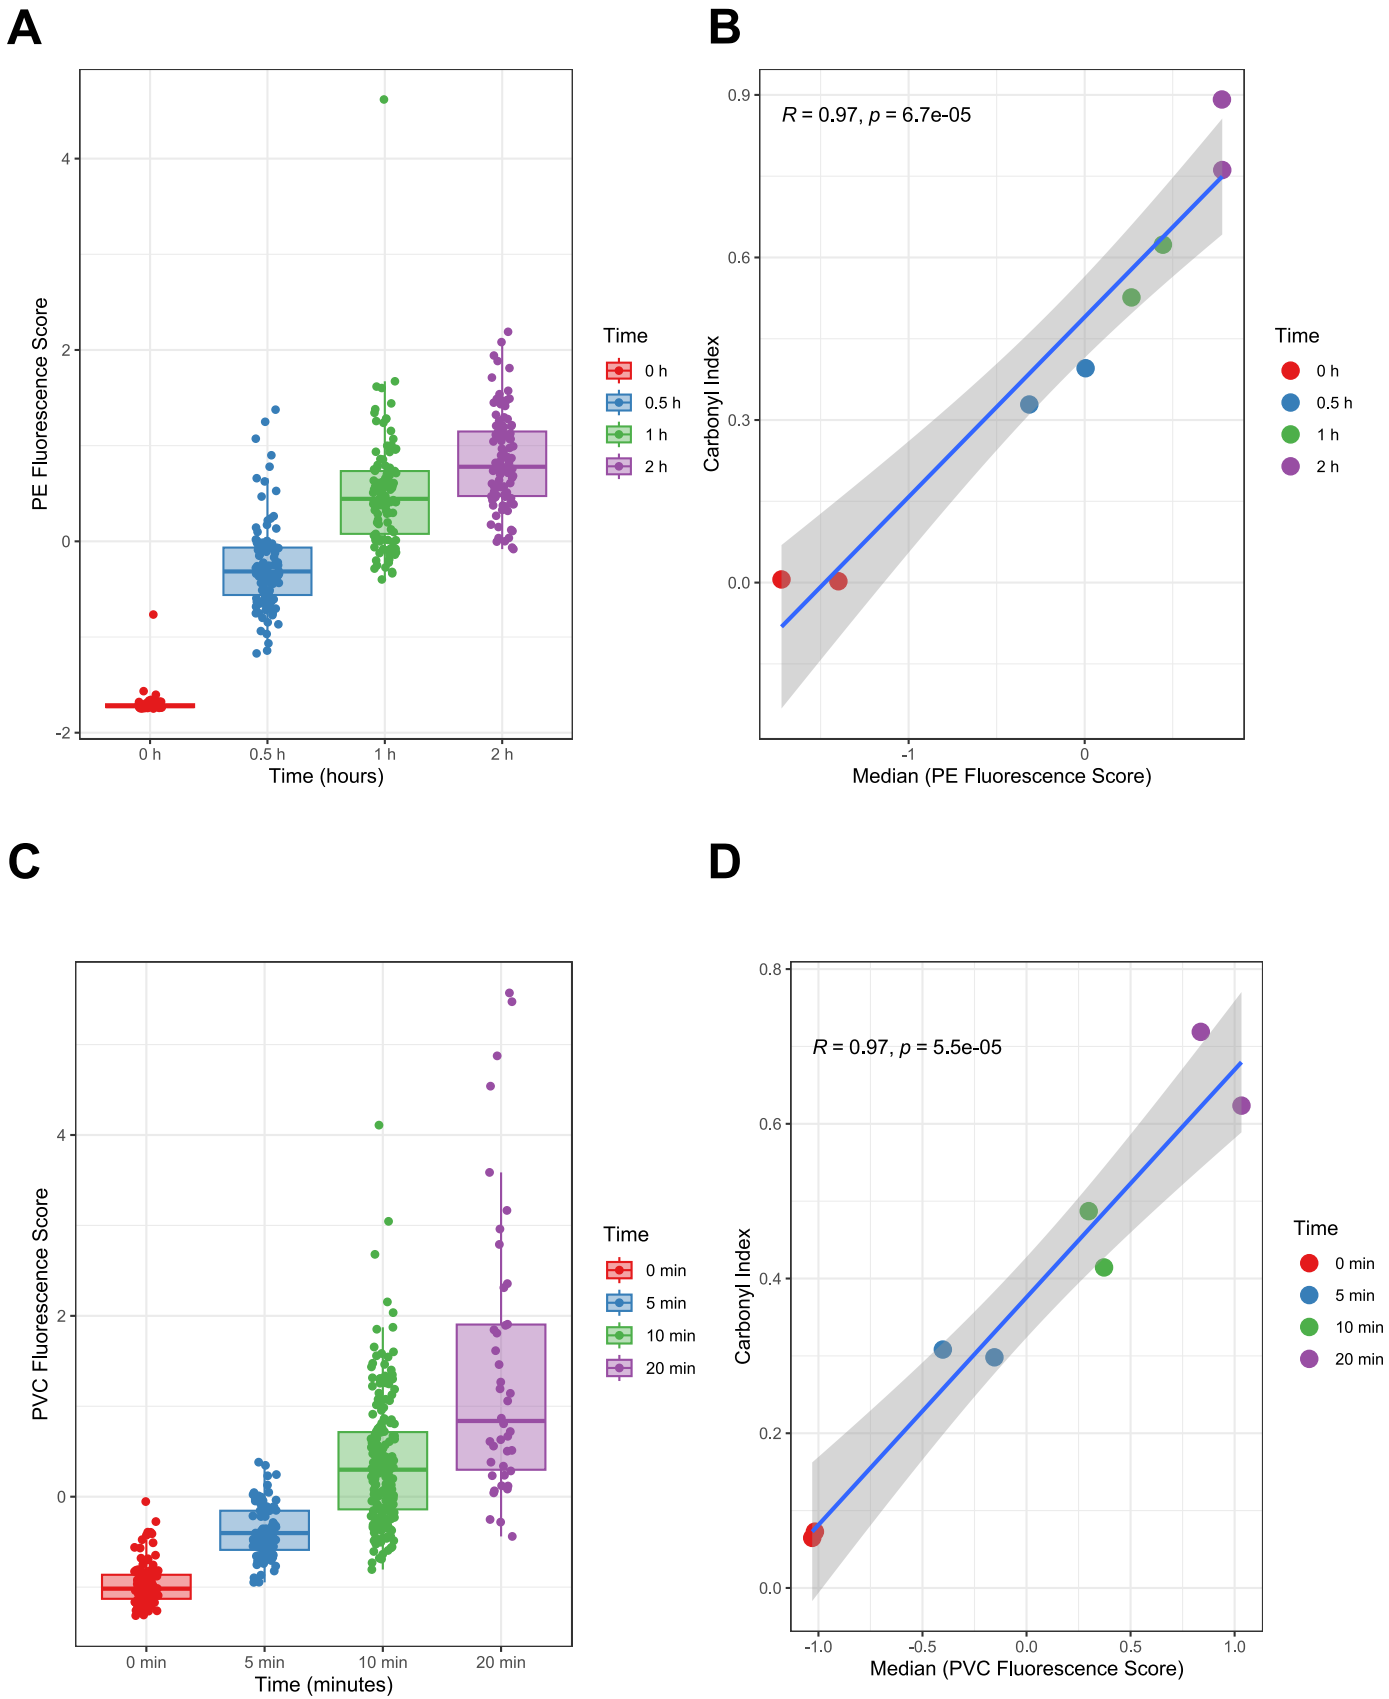 A
4
2
0
-2
PE Fluorescence Score
0 h
0.5 h
1 h
2 h
Time (hours)
Time
0 h
0.5 h
1 h
2 h
B
R = 0.97, p = 6.7e-05
0.9
0.6
0.3
0.0
Carbonyl Index
-1
0
Median (PE Fluorescence Score)
Time
0 h
0.5 h
1 h
2 h
C
4
2
0
PVC Fluorescence Score
0 min
5 min
10 min
20 min
Time (minutes)
Time
0 min
5 min
10 min
20 min
D
R = 0.97, p = 5.5e-05
0.8
0.6
0.4
0.2
0.0
Carbonyl Index
-1.0
-0.5
0.0
0.5
1.0
Median (PVC Fluorescence Score)
Time
0 min
5 min
10 min
20 min